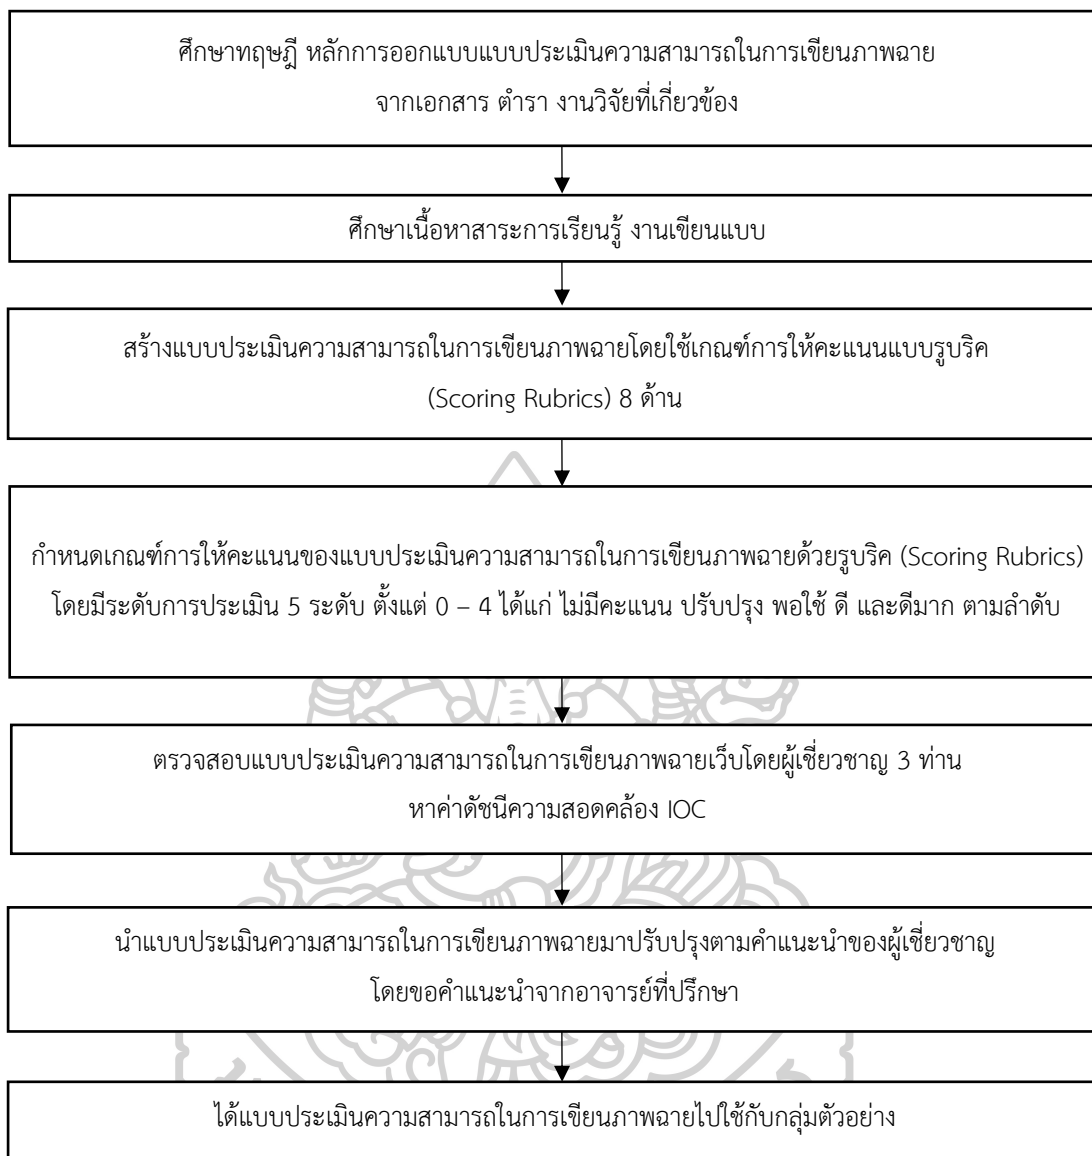 ศึกษาทฤษฎี หลักการออกแบบแบบประเมินความสามารถในการเขียนภาพฉาย
จากเอกสาร ตำรา งานวิจัยที่เกี่ยวข้อง
ศึกษาเนื้อหาสาระการเรียนรู้ งานเขียนแบบ
สร้างแบบประเมินความสามารถในการเขียนภาพฉายโดยใช้เกณฑ์การให้คะแนนแบบรูบริค
(Scoring Rubrics) 8 ด้าน
กำหนดเกณฑ์การให้คะแนนของแบบประเมินความสามารถในการเขียนภาพฉายด้วยรูบริค (Scoring Rubrics)
โดยมีระดับการประเมิน 5 ระดับ ตั้งแต่ 0 – 4 ได้แก่ ไม่มีคะแนน ปรับปรุง พอใช้ ดี และดีมาก ตามลำดับ
ตรวจสอบแบบประเมินความสามารถในการเขียนภาพฉายเว็บโดยผู้เชี่ยวชาญ 3 ท่าน
หาค่าดัชนีความสอดคล้อง IOC
นำแบบประเมินความสามารถในการเขียนภาพฉายมาปรับปรุงตามคำแนะนำของผู้เชี่ยวชาญ
โดยขอคำแนะนำจากอาจารย์ที่ปรึกษา
ได้แบบประเมินความสามารถในการเขียนภาพฉายไปใช้กับกลุ่มตัวอย่าง